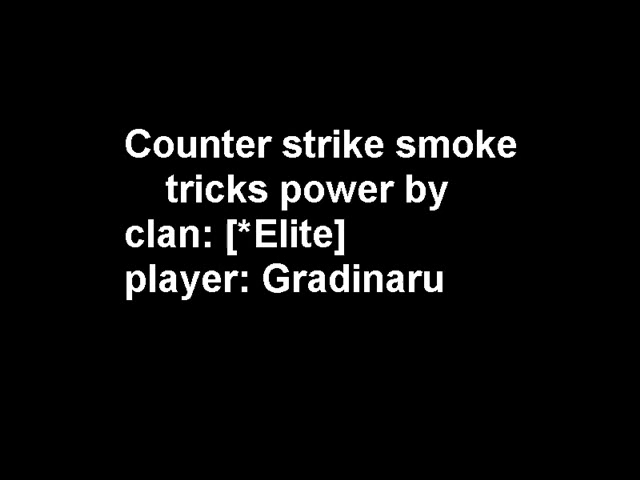 Counter strike smoke
tricks power by
clan: [*Elite]
player: Gradinaru